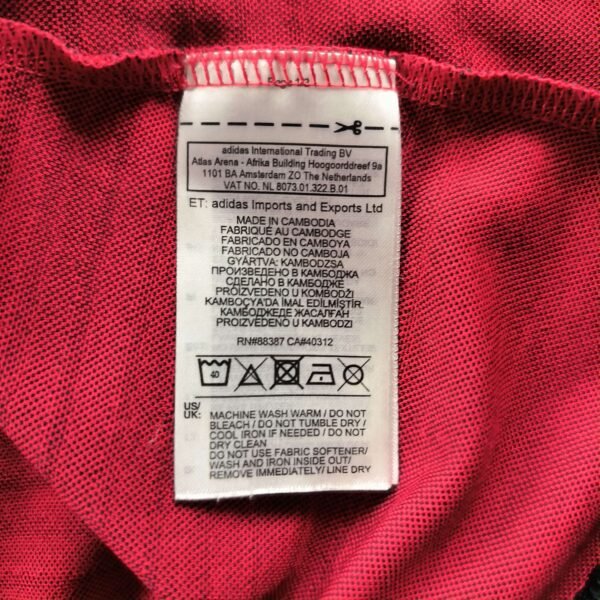 adidas International Trading BV
Atlas Arena - Afrika Building Hoogoorddreef 9a
1101 BA Amsterdam ZO The Netherlands
VAT NO. NL 8073.01.322.B.01
ET: adidas Imports and Exports Ltd
MADE IN CAMBODIA
FABRIQUÉ AU CAMBODGE
FABRICADO EN CAMBOYA
FABRICADO NO CAMBOJA
GYÁRTVA: KAMBODZSA
ПРОИЗВЕДЕНО В КАМБОДЖА
СДЕЛАНО В КАМБОДЖЕ
PROIZVEDENO U KOMBODŽI
KAMBOÇYA'DA IMAL EDİLMİŞTİR
КАМБОДЖЕДЕ ЖАСАЛҒАН
PROIZVEDENO U KAMBODZI
RN#88387 CA#40312
40
US/
UK:
MACHINE WASH WARM / DO NOT
BLEACH / DO NOT TUMBLE DRY /
COOL IRON IF NEEDED / DO NOT
DRY CLEAN
DO NOT USE FABRIC SOFTENER/
WASH AND IRON INSIDE OUT/
REMOVE IMMEDIATELY/ LINE DRY